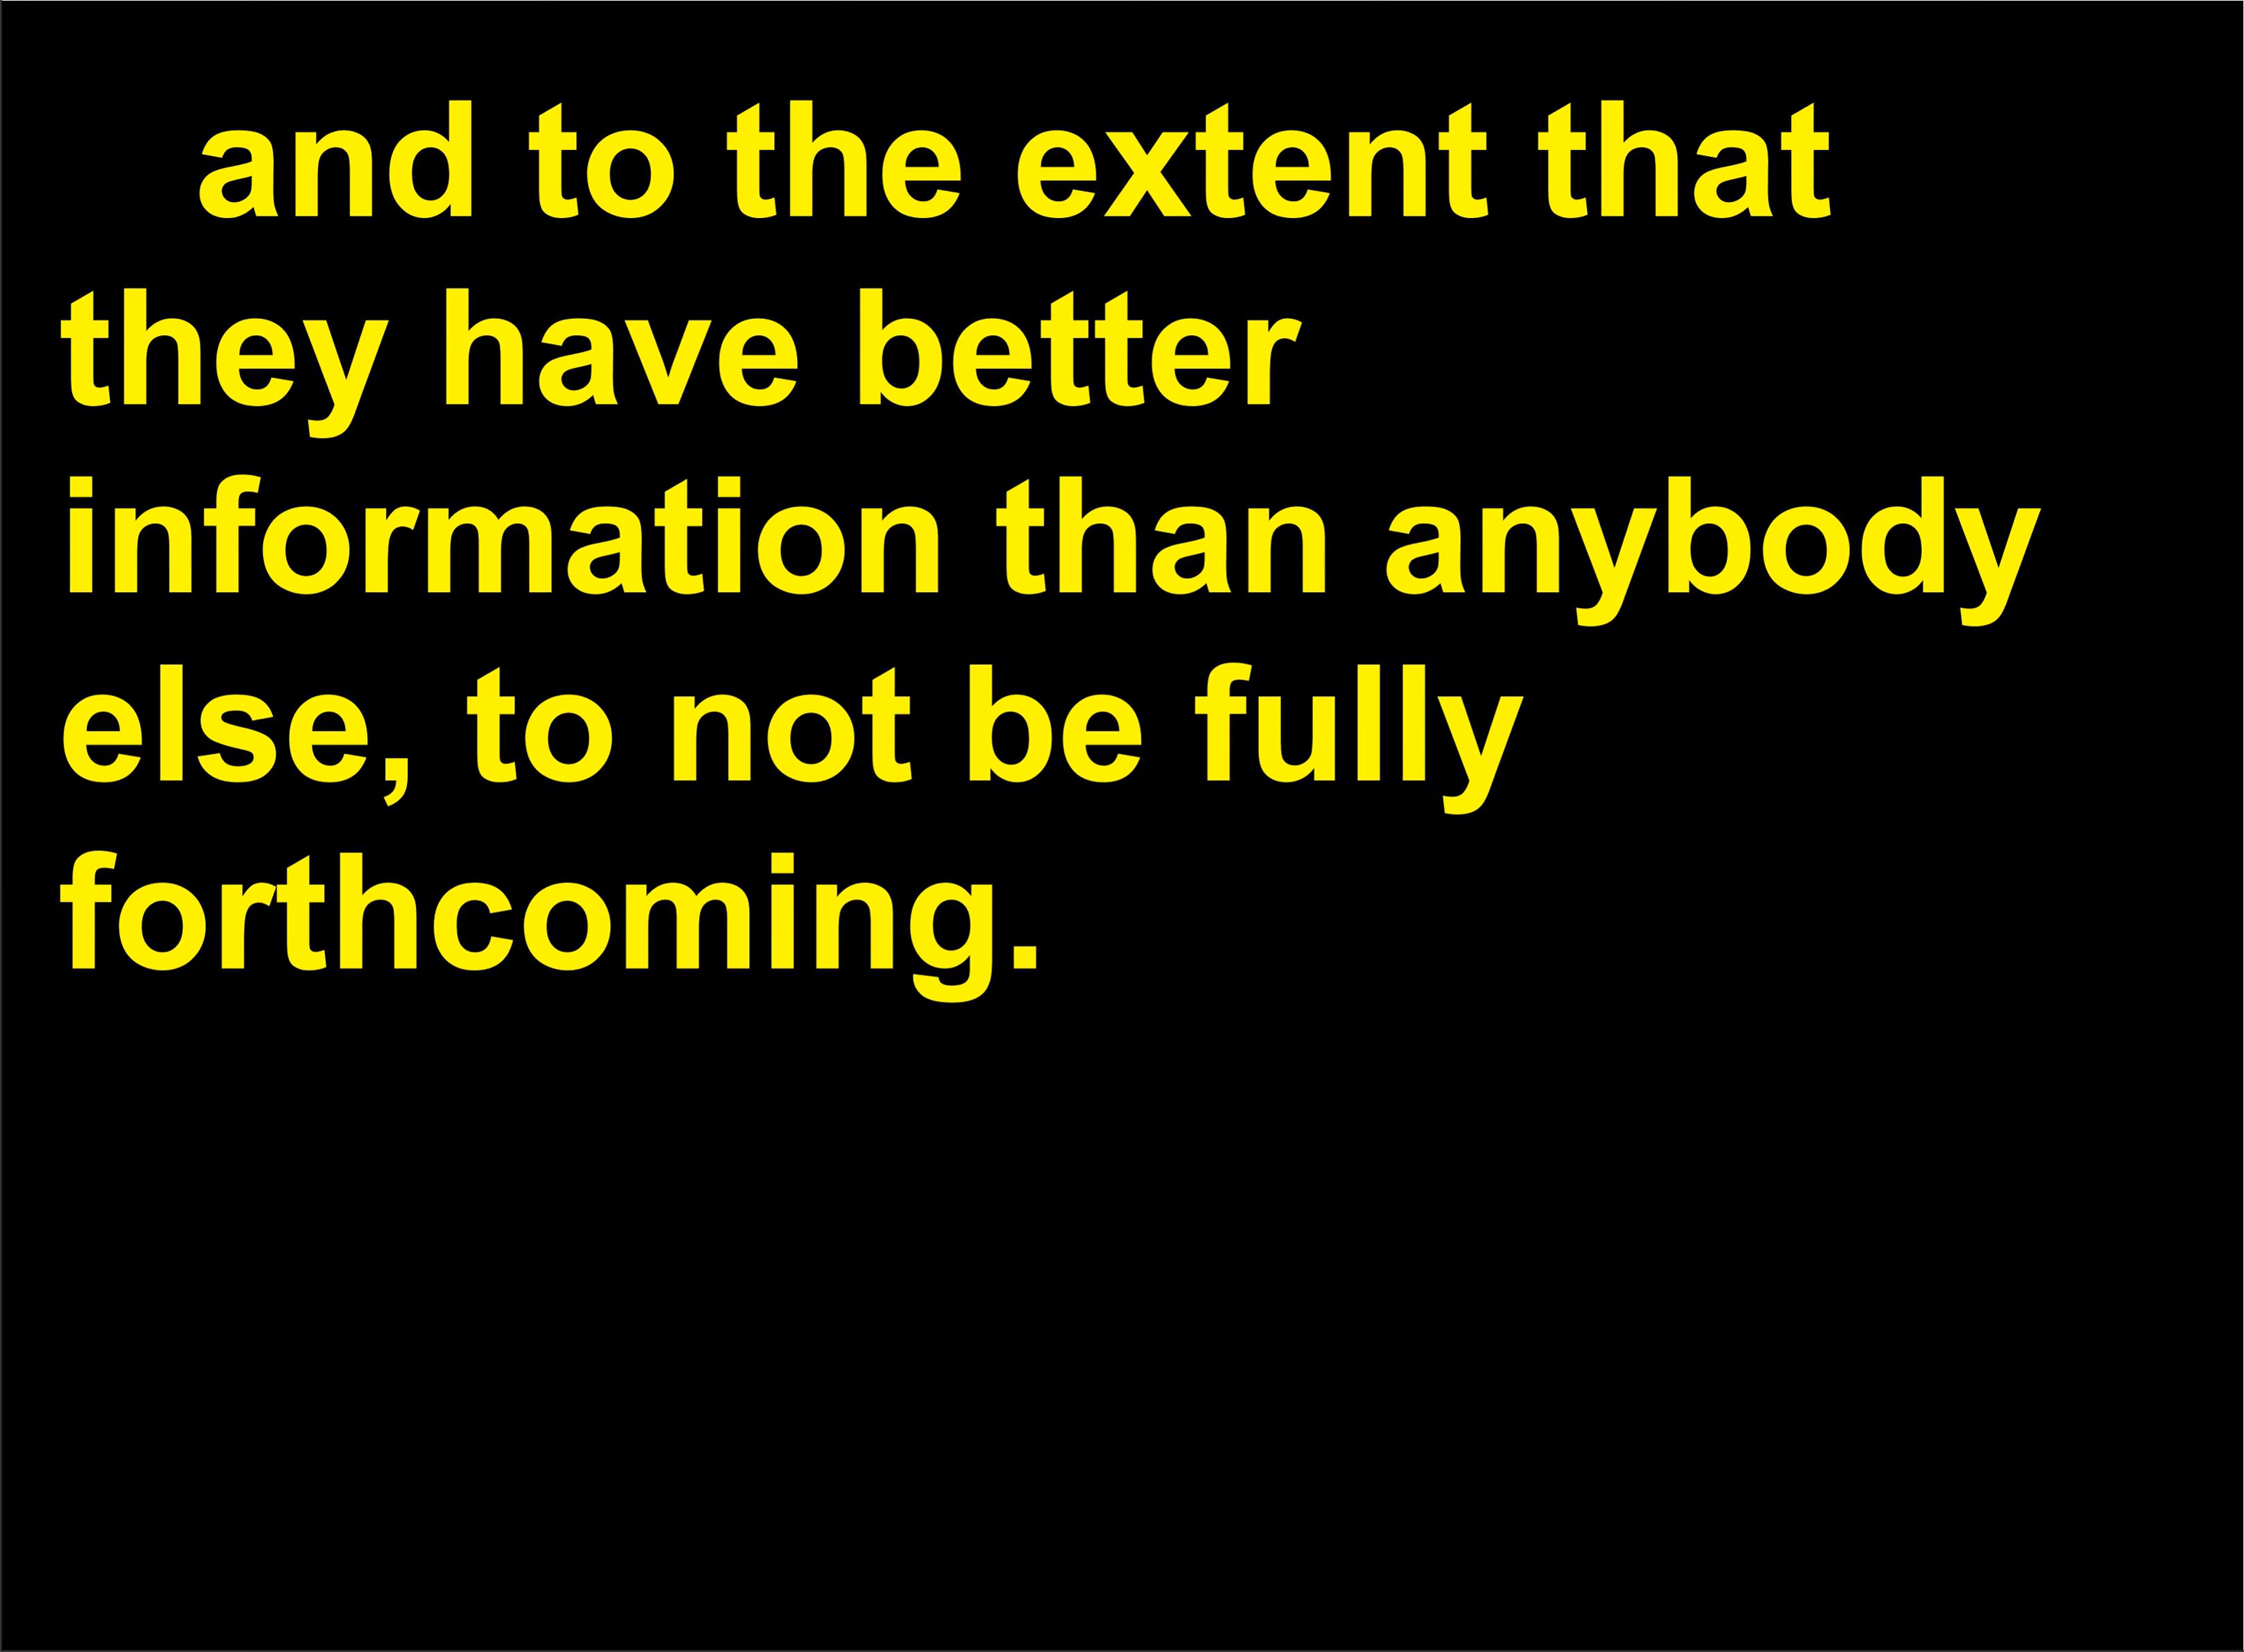 and to the extent that
they have better
information than anybody
else, to not be fully
forthcoming.